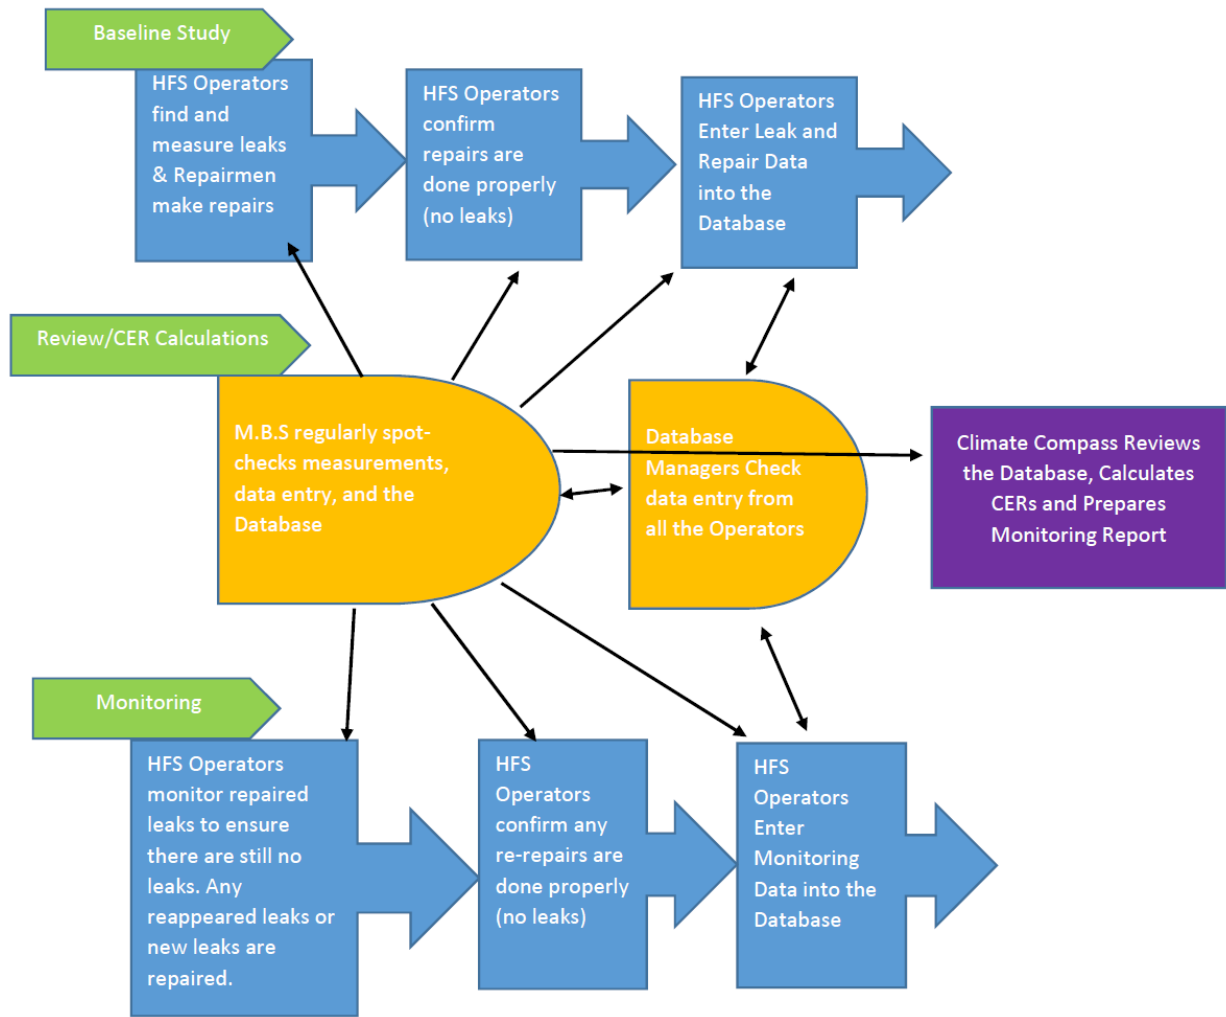 Baseline Study
HFS Operators
find and
measure leaks
& Repairmen
make repairs
HFS Operators
confirm
repairs are
done properly
(no leaks)
HFS Operators
Enter Leak and
Repair Data
into the
Database
Review/CER Calculations
M.B.S regularly spot-
checks measurements,
data entry, and the
Database
Database
Managers Check
data entry from
all the Operators
Climate Compass Reviews
the Database, Calculates
CERs and Prepares
Monitoring Report
Monitoring
HFS Operators
monitor repaired
leaks to ensure
there are still no
leaks. Any
reappeared leaks or
new leaks are
repaired.
HFS
Operators
confirm any
re-repairs are
done properly
(no leaks)
HFS
Operators
Enter
Monitoring
Data into the
Database